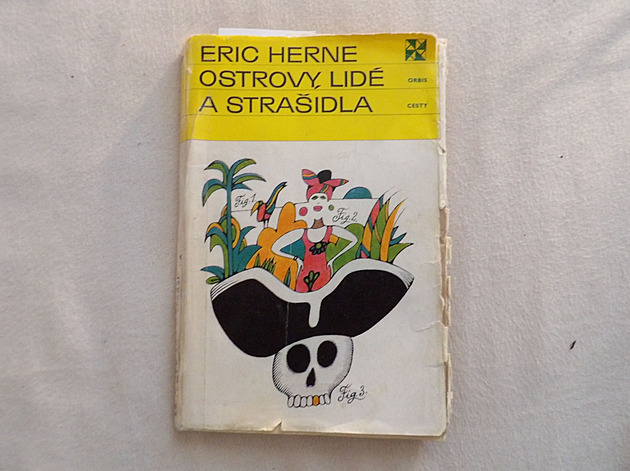 ERIC HERNE
OSTROVY, LIDÉ
A STRAŠIDLA
ORBIS
CESTY
Fig.1
Fig.2.
Fig.3.